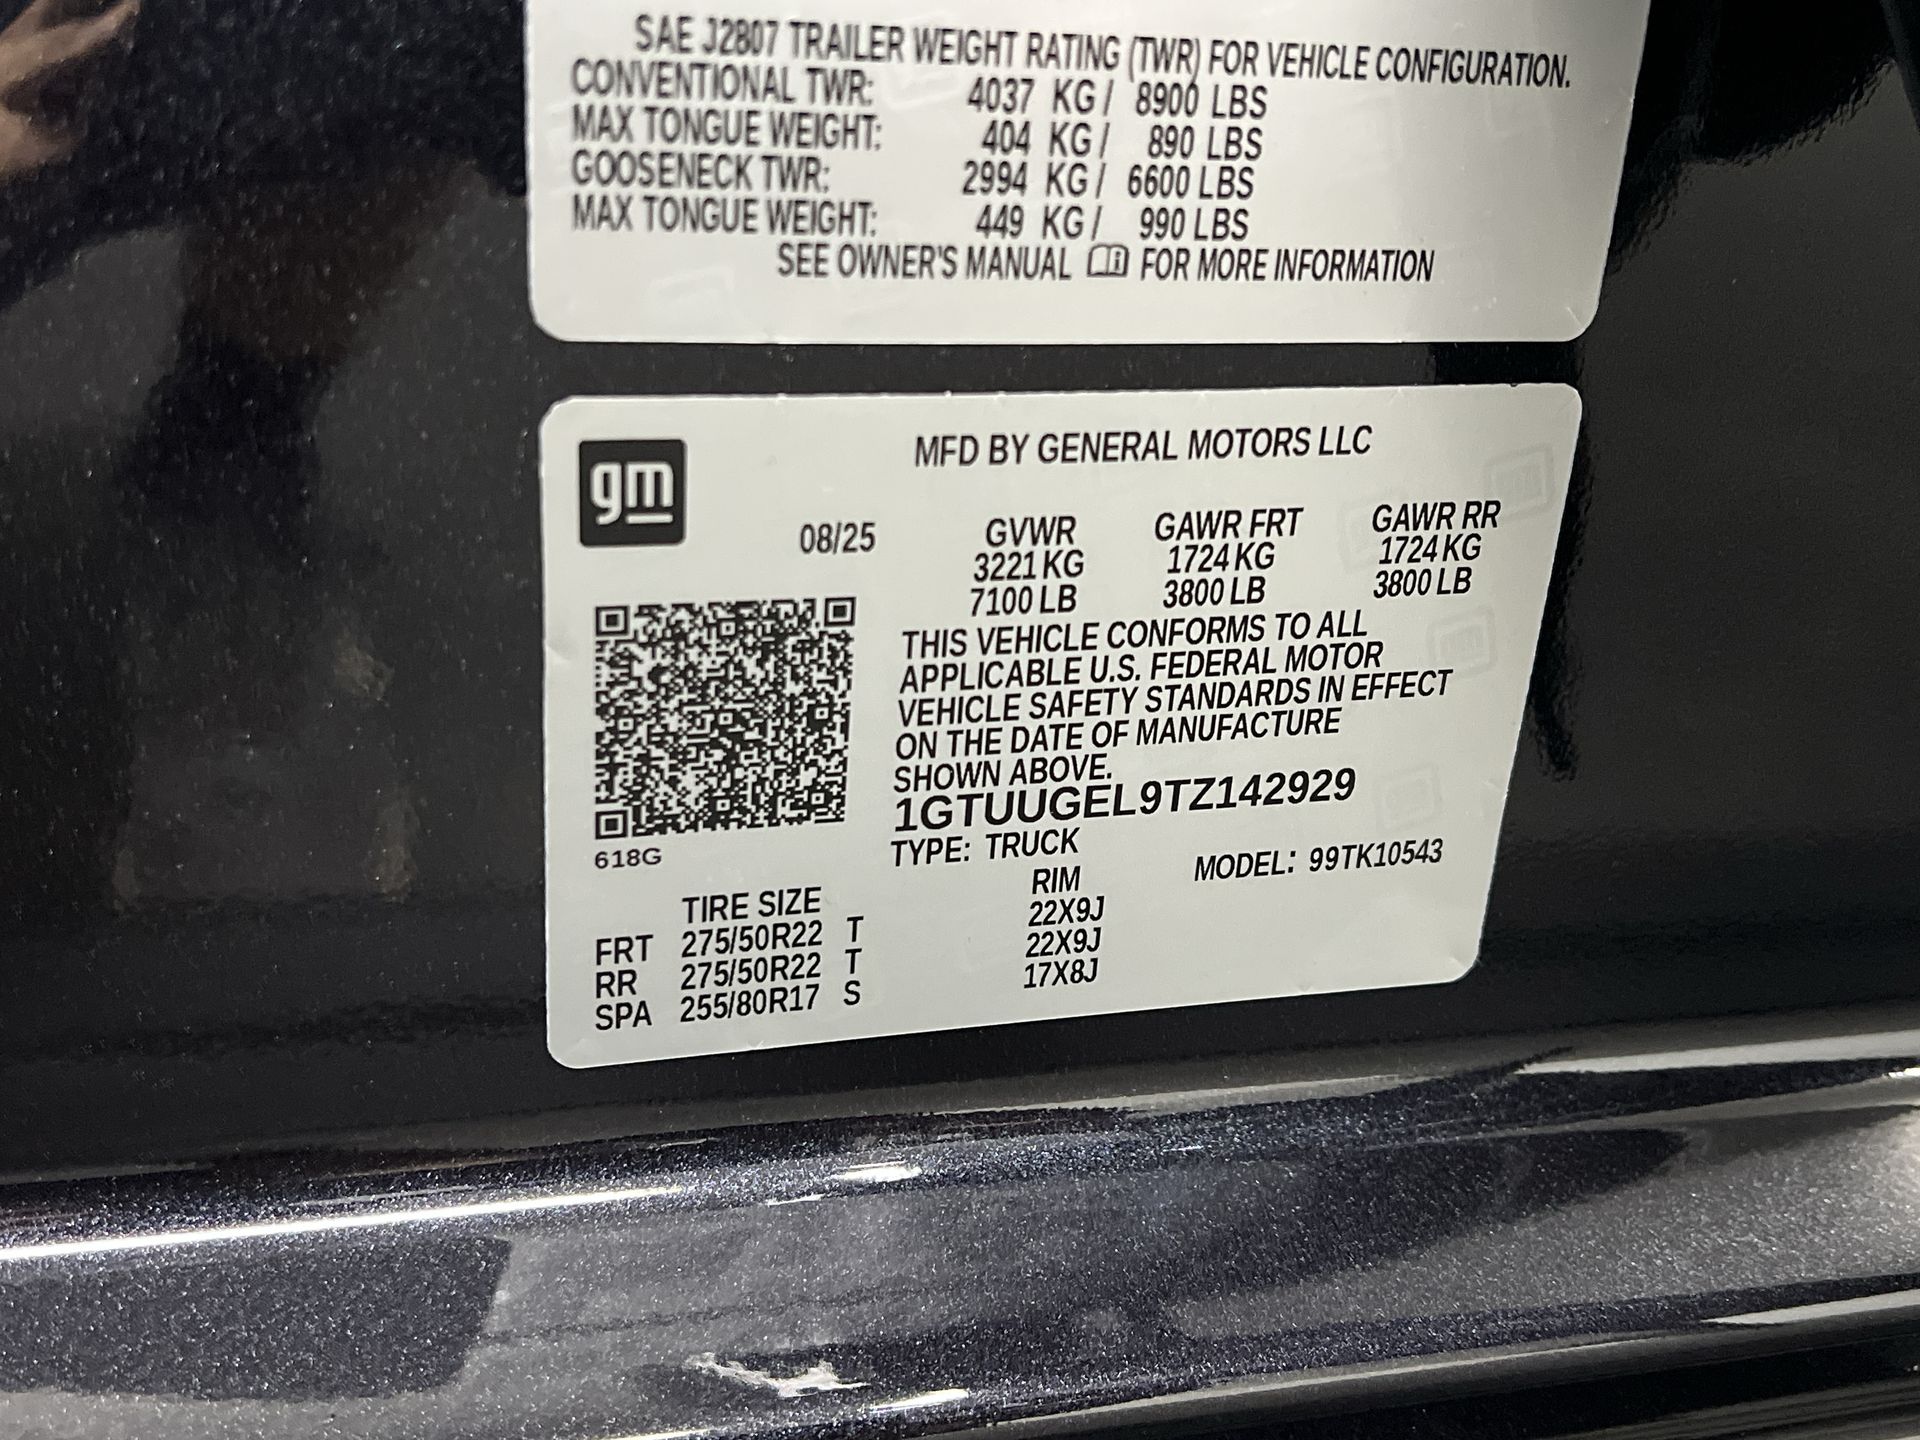 SAE J2807 TRAILER WEIGHT RATING (TWR) FOR VEHICLE CONFIGURATION.
CONVENTIONAL TWR: 4037 KG / 8900 LBS
MAX TONGUE WEIGHT: 404 KG / 890 LBS
GOOSENECK TWR: 2994 KG / 6600 LBS
MAX TONGUE WEIGHT: 449 KG / 990 LBS
SEE OWNER'S MANUAL FOR MORE INFORMATION
gm
MFD BY GENERAL MOTORS LLC
08/25 GVWR GAWR FRT GAWR RR
3221 KG 1724 KG 1724 KG
7100 LB 3800 LB 3800 LB
THIS VEHICLE CONFORMS TO ALL
APPLICABLE U.S. FEDERAL MOTOR
VEHICLE SAFETY STANDARDS IN EFFECT
ON THE DATE OF MANUFACTURE
SHOWN ABOVE.
1GTUUGEL9TZ142929
618G
TYPE: TRUCK MODEL: 99TK10543
TIRE SIZE RIM
FRT 275/50R22 T 22X9J
RR 275/50R22 T 22X9J
SPA 255/80R17 S 17X8J